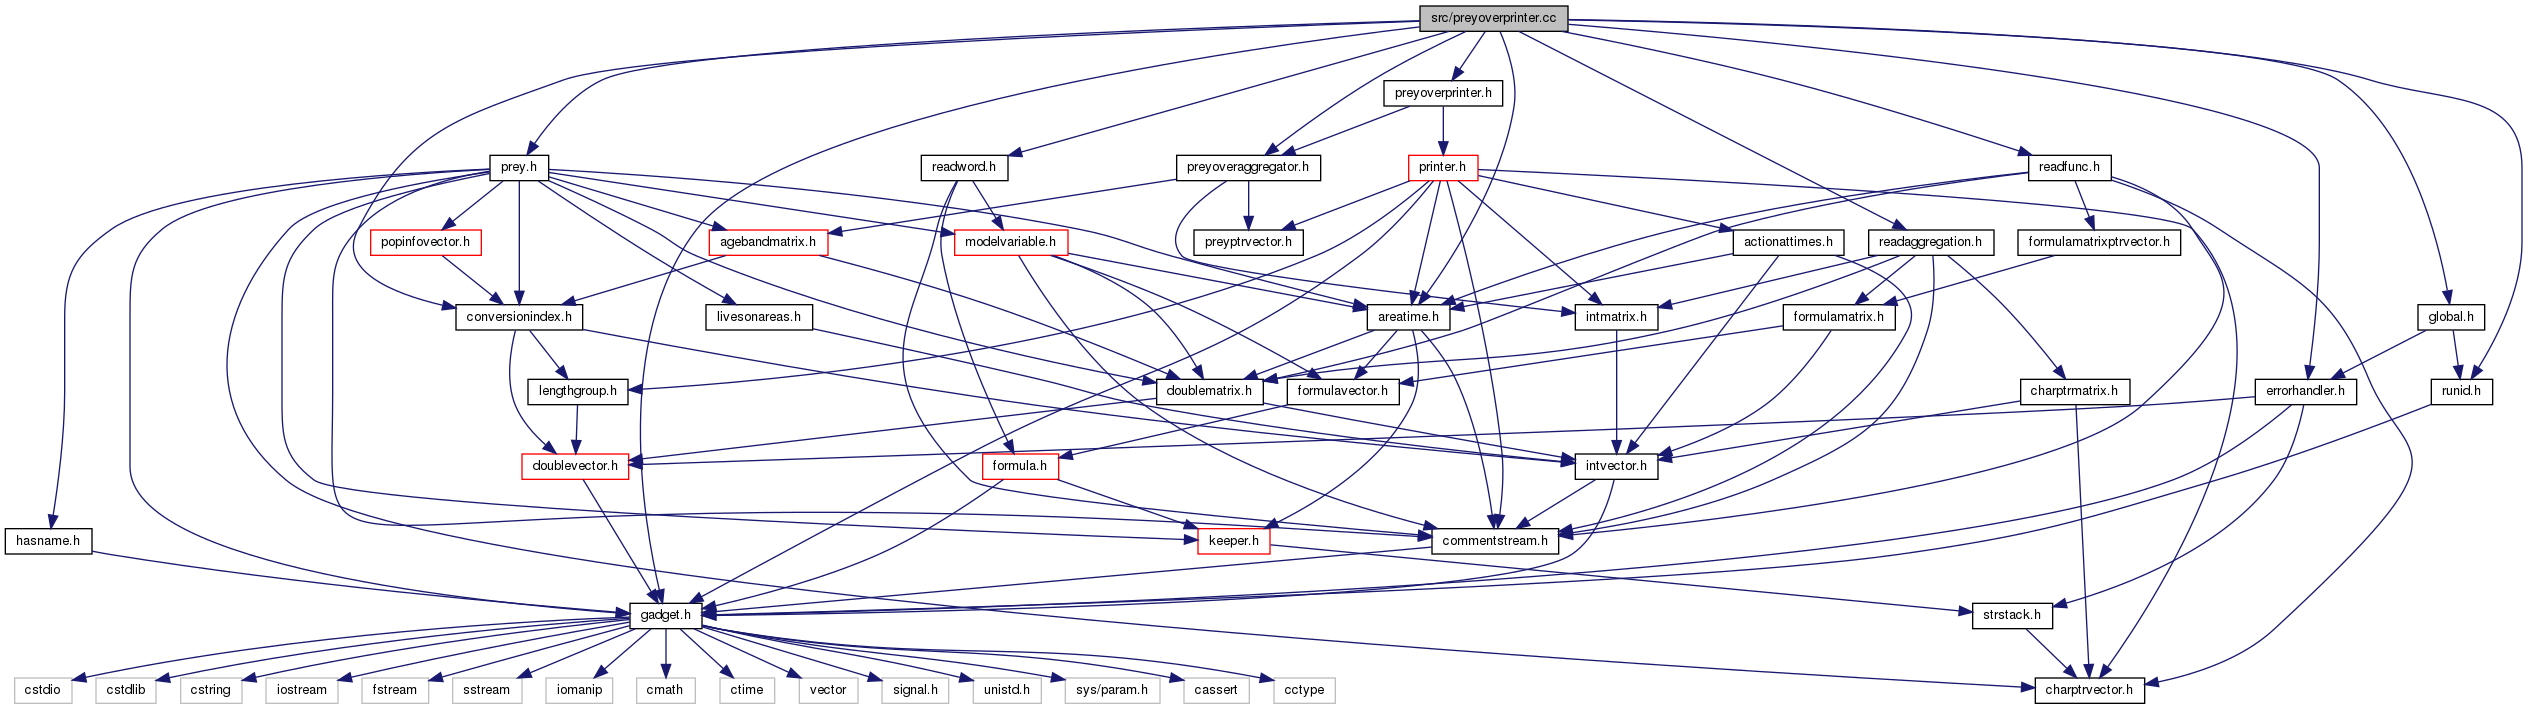 src/preyoverprinter.cc
preyoverprinter.h
prey.h
readword.h
preyoveraggregator.h
printer.h
readfunc.h
popinfovector.h
agebandmatrix.h
modelvariable.h
preyptrvector.h
actionattimes.h
readaggregation.h
formulamatrixptrvector.h
conversionindex.h
livesonareas.h
areatime.h
intmatrix.h
formulamatrix.h
global.h
lengthgroup.h
doublematrix.h
formulavector.h
charptrmatrix.h
errorhandler.h
runid.h
doublevector.h
formula.h
intvector.h
hasname.h
keeper.h
commentstream.h
gadget.h
strstack.h
cstdio
cstdlib
cstring
iostream
fstream
sstream
iomanip
cmath
ctime
vector
signal.h
unistd.h
sys/param.h
cassert
cctype
charptrvector.h